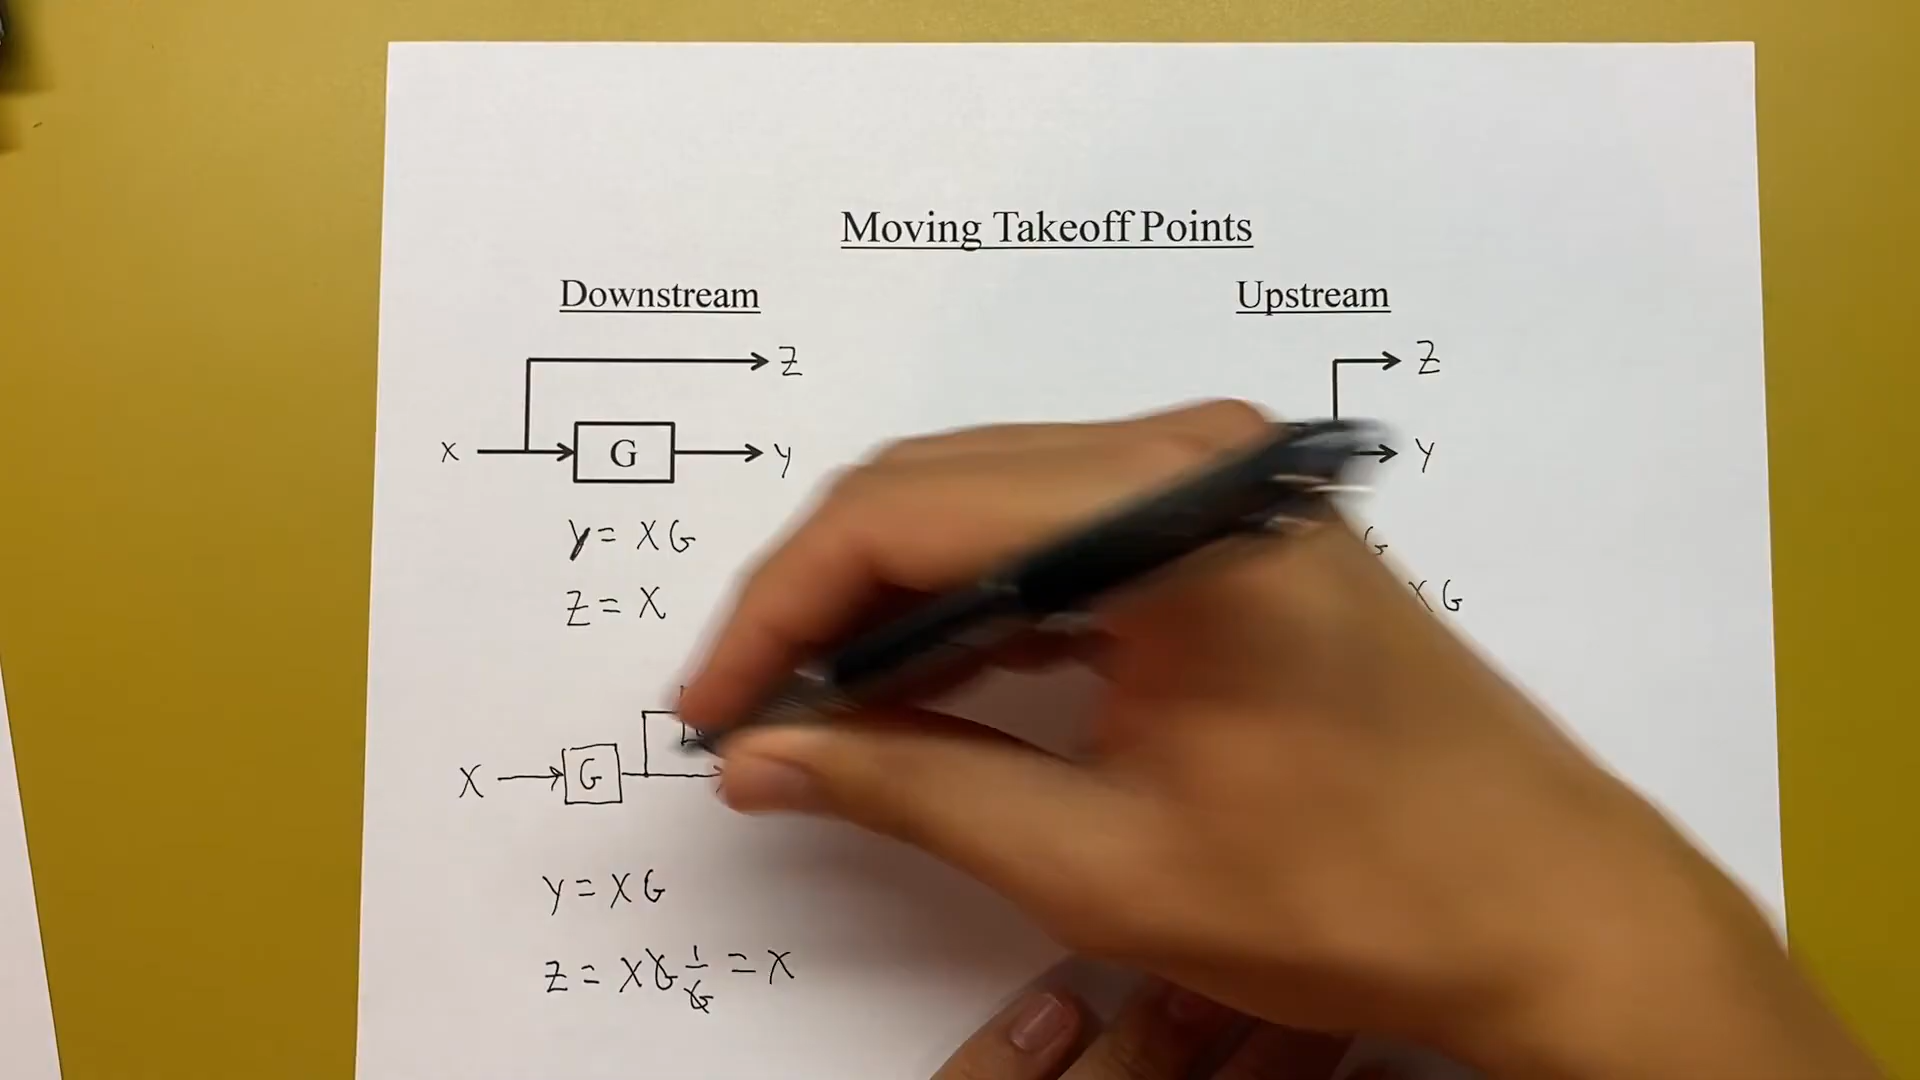 Moving Takeoff Points
Downstream
Upstream
Z
X G Y
y = XG
Z = X
Z
Y
G
XG
X G
y = XG
Z = XG 1/G = X